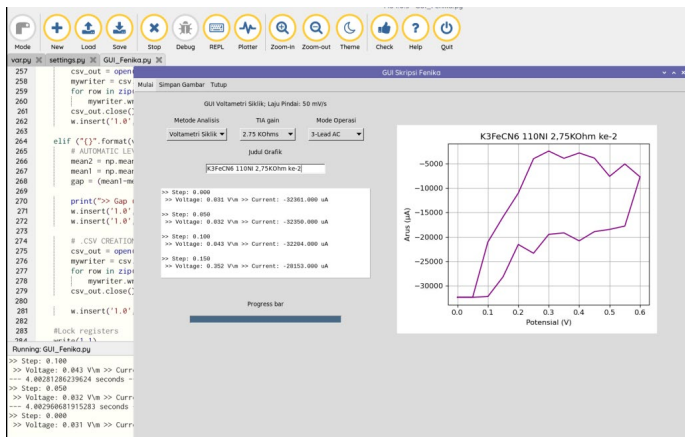 Mode New Load Save Stop Debug REPL Plotter Zoom-in Zoom-out Theme Check Help Quit
var.py settings.py GUI_Fenika.py
257 csv_out = open(
258 mywriter = csv
259 for row in zip(
260 mywriter.wr
261 csv_out.close()
262 w.insert('1.0'
263
264 elif ("{}".format(v
265 # AUTOMATIC LEV
266 mean2 = np.mean
267 mean1 = np.mean
268 gap = (mean1-me
269
270 print(">> Gap
271 w.insert('1.0'
272 w.insert('1.0'
273
274 # .CSV CREATION
275 csv_out = open(
276 mywriter = csv.
277 for row in zip(
278 mywriter.wr
279 csv_out.close()
280
281 w.insert('1.0'
282
283 #Lock registers
284 write(1,1)
Running: GUI_Fenika.py
>> Step: 0.100
>> Voltage: 0.043 V\m >> Curr
--- 4.00281286239624 seconds -
>> Step: 0.050
>> Voltage: 0.032 V\m >> Curr
--- 4.002960681915283 seconds
>> Step: 0.000
>> Voltage: 0.031 V\m >> Curr
GUI Skripsi Feniko
Mulai Simpan Gambar Tutup
GUI Voltametri Siklik; Laju Pindai: 50 mV/s
Metode Analisis TIA gain Mode Operasi
Voltametri Siklik 2.75 KOhms 3-Lead AC
Judul Grafik
K3FeCN6 110NI 2,75KOhm ke-2
>> Step: 0.000
>> Voltage: 0.031 V\m >> Current: -32361.000 uA
>> Step: 0.050
>> Voltage: 0.032 V\m >> Current: -32350.000 uA
>> Step: 0.100
>> Voltage: 0.043 V\m >> Current: -32204.000 uA
>> Step: 0.150
>> Voltage: 0.352 V\m >> Current: -28153.000 uA
Progress bar
K3FeCN6 110NI 2,75KOhm ke-2
Arus (μA)
−5000
−10000
−15000
−20000
−25000
−30000
0.0 0.1 0.2 0.3 0.4 0.5 0.6
Potensial (V)